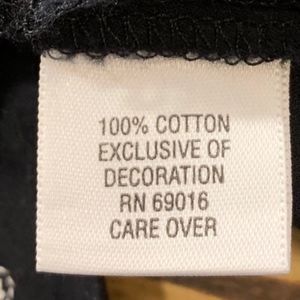 100% COTTON
EXCLUSIVE OF
DECORATION
RN 69016
CARE OVER